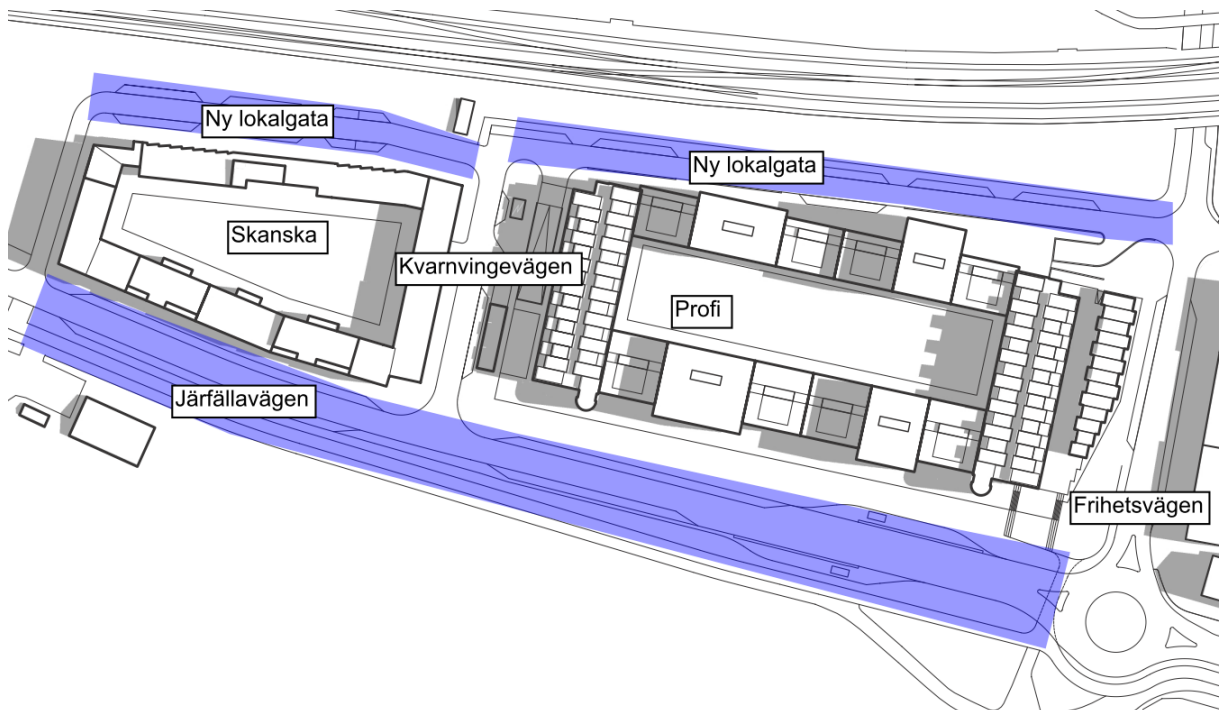 Ny lokalgata
Ny lokalgata
Skanska
Kvarnvingevägen
Profi
Järfällavägen
Frihetsvägen